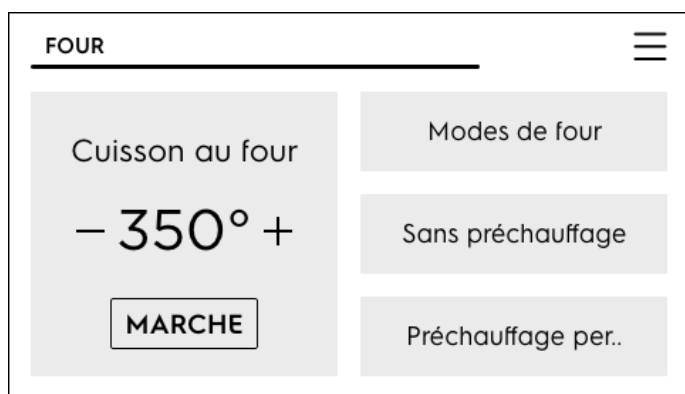 FOUR
Cuisson au four
− 350° +
MARCHE
Modes de four
Sans préchauffage
Préchauffage per..